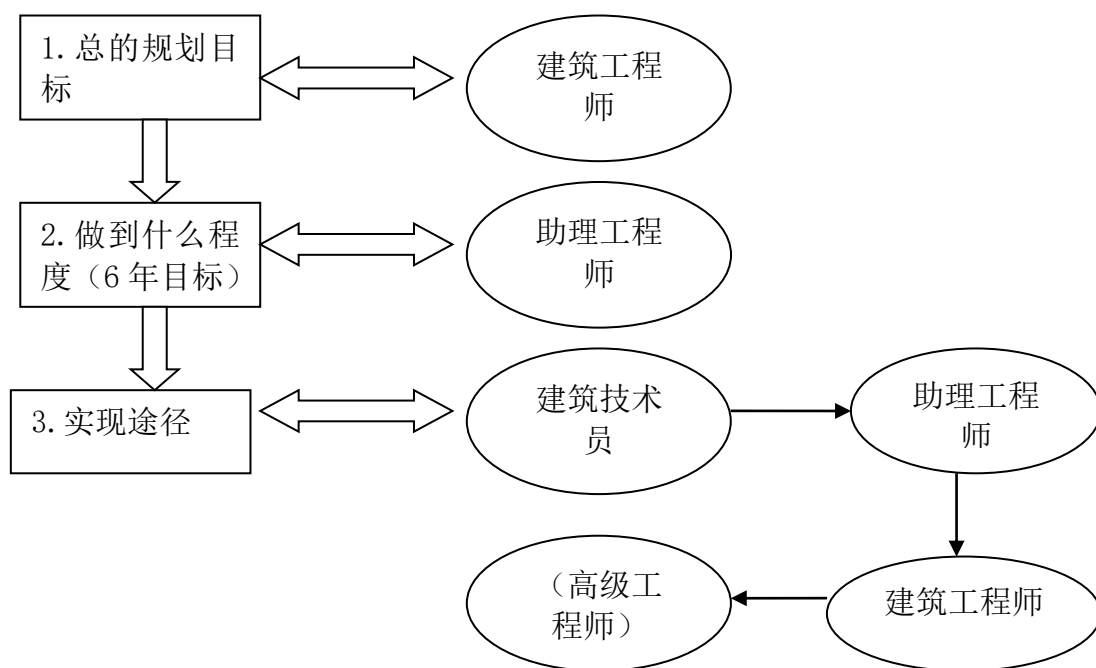 1.总的规划目
标
建筑工程
师
2.做到什么程
度（6年目标）
助理工程
师
3.实现途径
建筑技术
员
助理工程
师
（高级工
程师）
建筑工程师